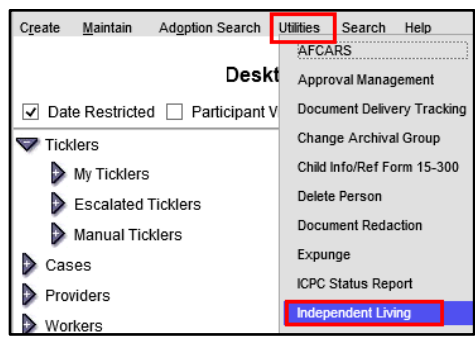 Create Maintain Adoption Search Utilities Search Help
Deskt
Date Restricted Participant V
Ticklers
My Ticklers
Escalated Ticklers
Manual Ticklers
Cases
Providers
Workers
AFCARS
Approval Management
Document Delivery Tracking
Change Archival Group
Child Info/Ref Form 15-300
Delete Person
Document Redaction
Expunge
ICPC Status Report
Independent Living